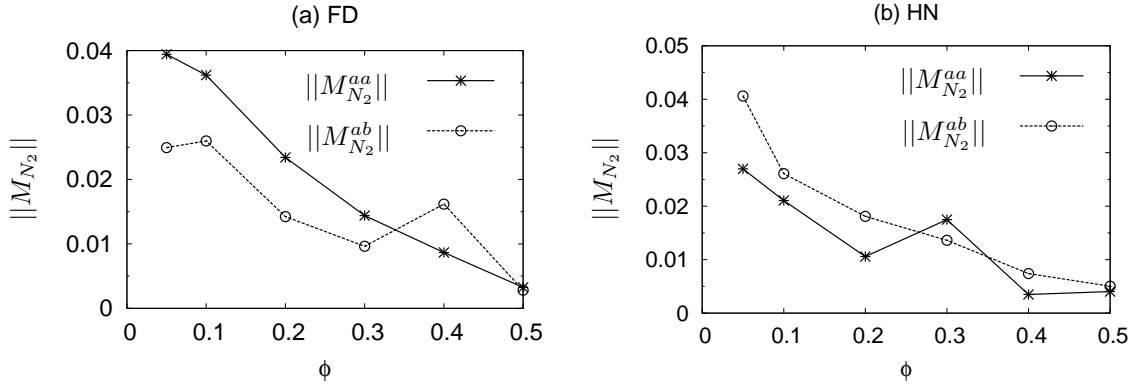 (a) FD
0.04
0.03
0.02
0.01
0
0 0.1 0.2 0.3 0.4 0.5
||M_{N_2}||
ϕ
||M^{aa}_{N_2}||
||M^{ab}_{N_2}||
(b) HN
0.05
0.04
0.03
0.02
0.01
0
0 0.1 0.2 0.3 0.4 0.5
||M_{N_2}||
ϕ
||M^{aa}_{N_2}||
||M^{ab}_{N_2}||